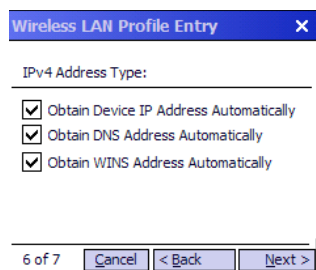 Wireless LAN Profile Entry X
IPv4 Address Type:
Obtain Device IP Address Automatically
Obtain DNS Address Automatically
Obtain WINS Address Automatically
6 of 7 Cancel < Back Next >